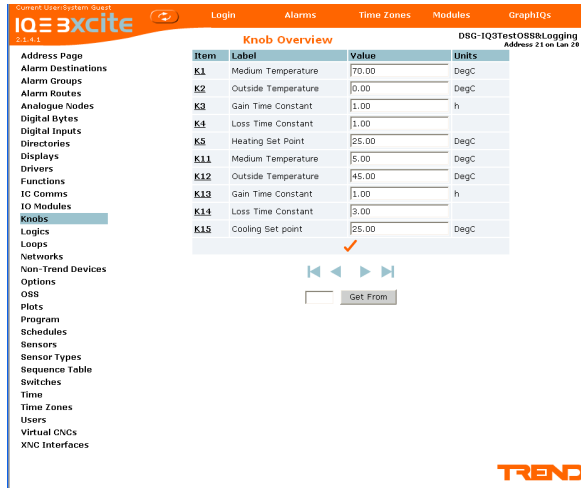 Current User:System Guest
IQ3xcite
2.1.4.1
Login Alarms Time Zones Modules GraphIQs
Knob Overview
DSG-IQ3TestOSS&Logging
Address 21 on Lan 20
Address Page
Alarm Destinations
Alarm Groups
Alarm Routes
Analogue Nodes
Digital Bytes
Digital Inputs
Directories
Displays
Drivers
Functions
IC Comms
IO Modules
Knobs
Logics
Loops
Networks
Non-Trend Devices
Options
OSS
Plots
Program
Schedules
Sensors
Sensor Types
Sequence Table
Switches
Time
Time Zones
Users
Virtual CNCs
XNC Interfaces
Item Label Value Units
K1 Medium Temperature 70.00 DegC
K2 Outside Temperature 0.00 DegC
K3 Gain Time Constant 1.00 h
K4 Loss Time Constant 1.00
K5 Heating Set Point 25.00 DegC
K11 Medium Temperature 5.00 DegC
K12 Outside Temperature 45.00 DegC
K13 Gain Time Constant 1.00 h
K14 Loss Time Constant 3.00
K15 Cooling Set point 25.00 DegC
Get From
TREND